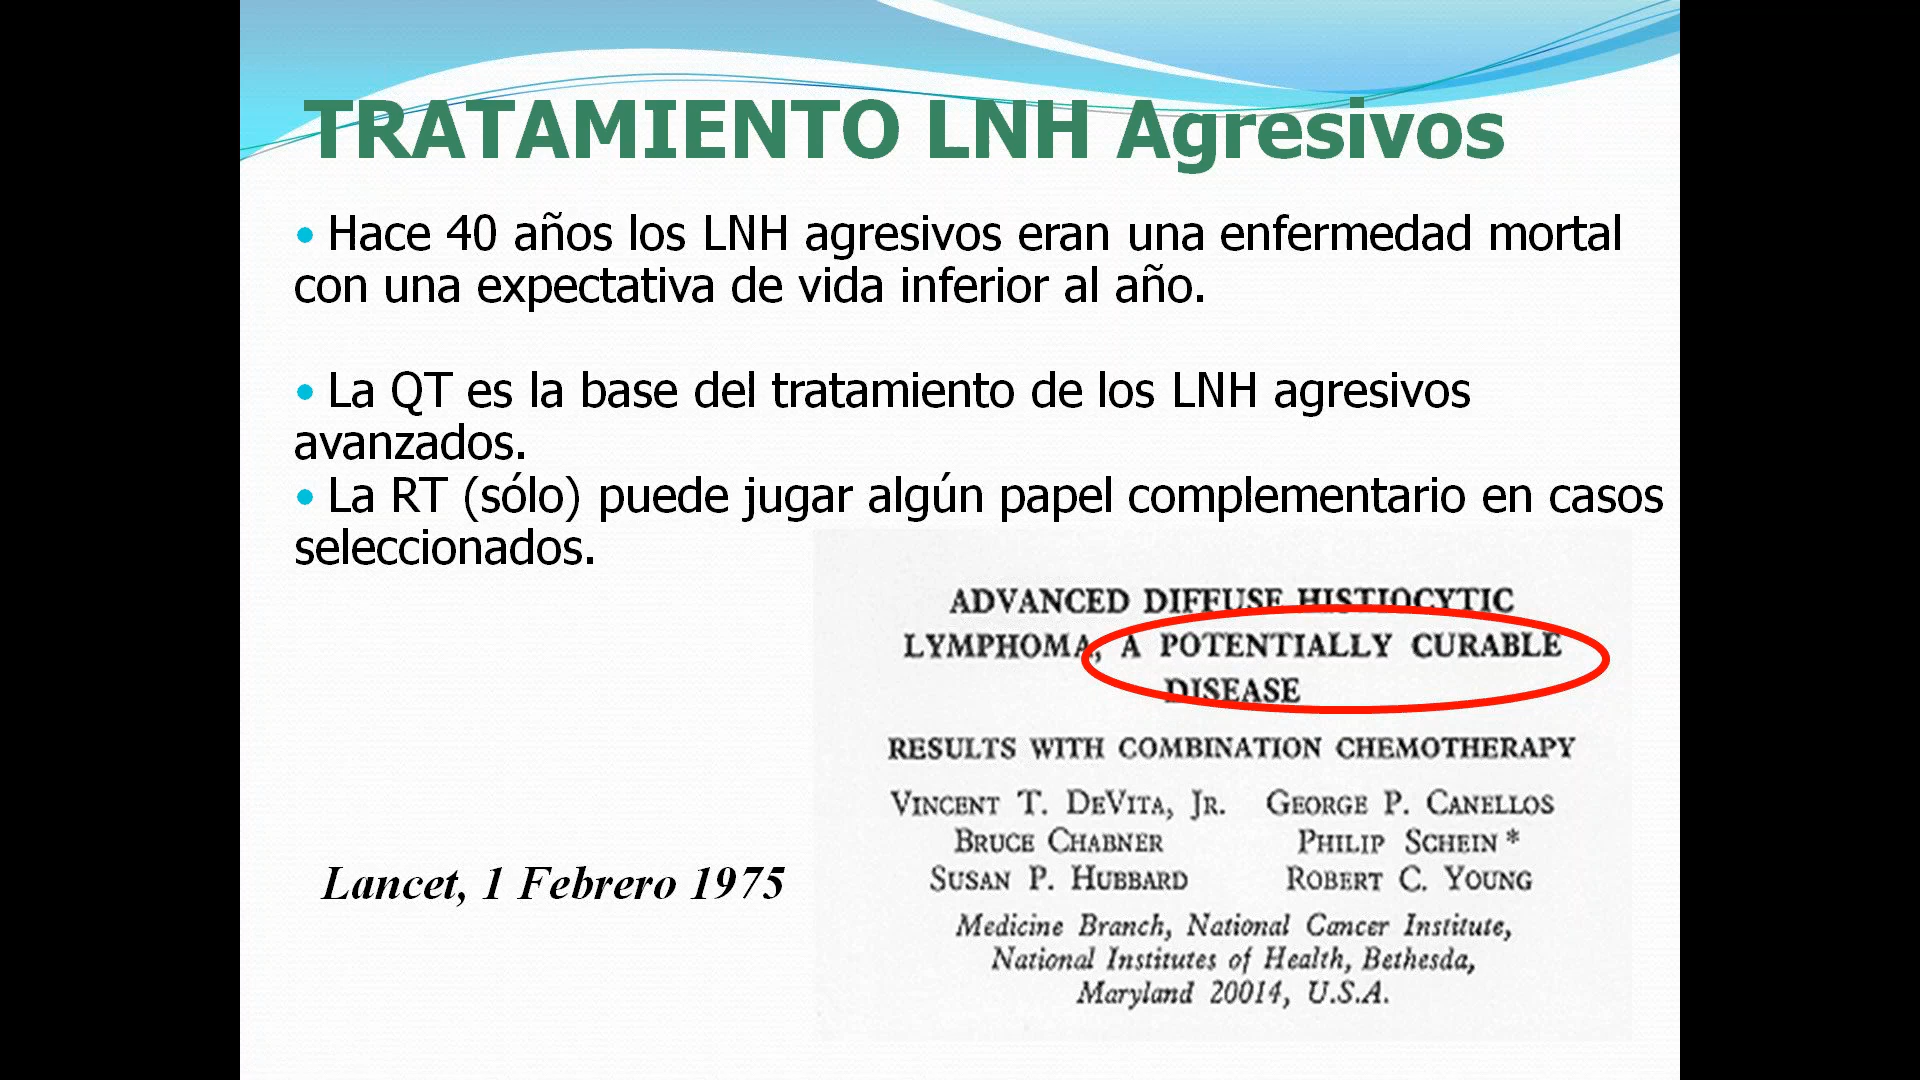 TRATAMIENTO LNH Agresivos
• Hace 40 años los LNH agresivos eran una enfermedad mortal
con una expectativa de vida inferior al año.
• La QT es la base del tratamiento de los LNH agresivos
avanzados.
• La RT (sólo) puede jugar algún papel complementario en casos
seleccionados.
ADVANCED DIFFUSE HISTIOCYTIC
LYMPHOMA, A POTENTIALLY CURABLE
DISEASE
RESULTS WITH COMBINATION CHEMOTHERAPY
VINCENT T. DEVITA, JR. GEORGE P. CANELLOS
BRUCE CHABNER PHILIP SCHEIN *
SUSAN P. HUBBARD ROBERT C. YOUNG
Medicine Branch, National Cancer Institute,
National Institutes of Health, Bethesda,
Maryland 20014, U.S.A.
Lancet, 1 Febrero 1975